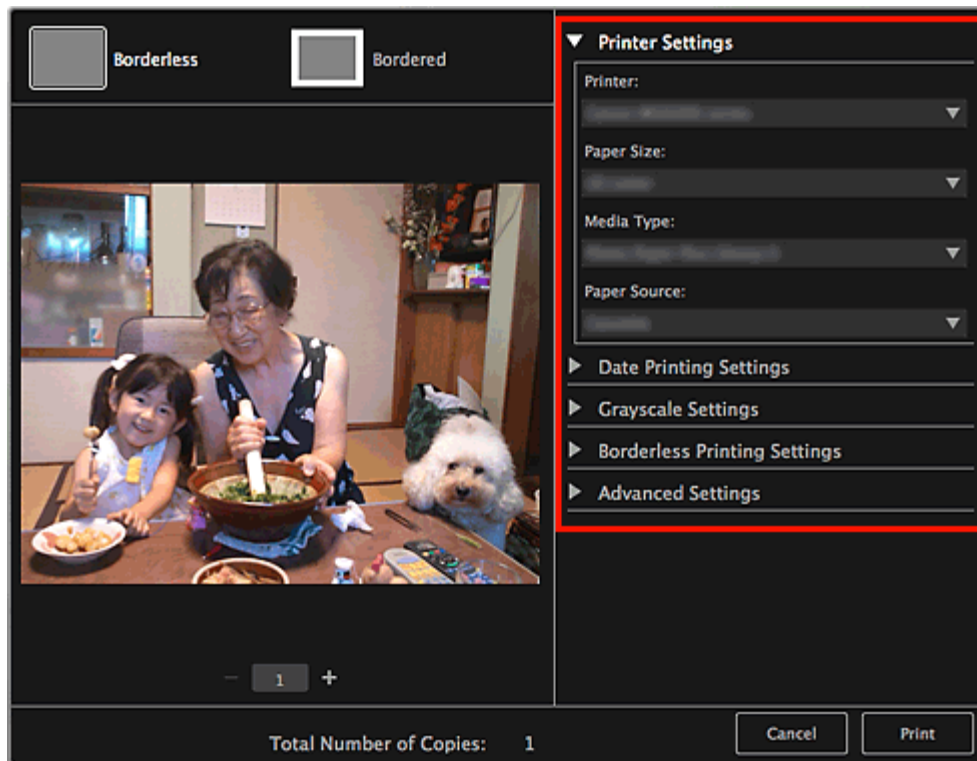 Borderless
Bordered
Printer Settings
Printer:
Paper Size:
Media Type:
Paper Source:
Date Printing Settings
Grayscale Settings
Borderless Printing Settings
Advanced Settings
1
Total Number of Copies: 1
Cancel
Print